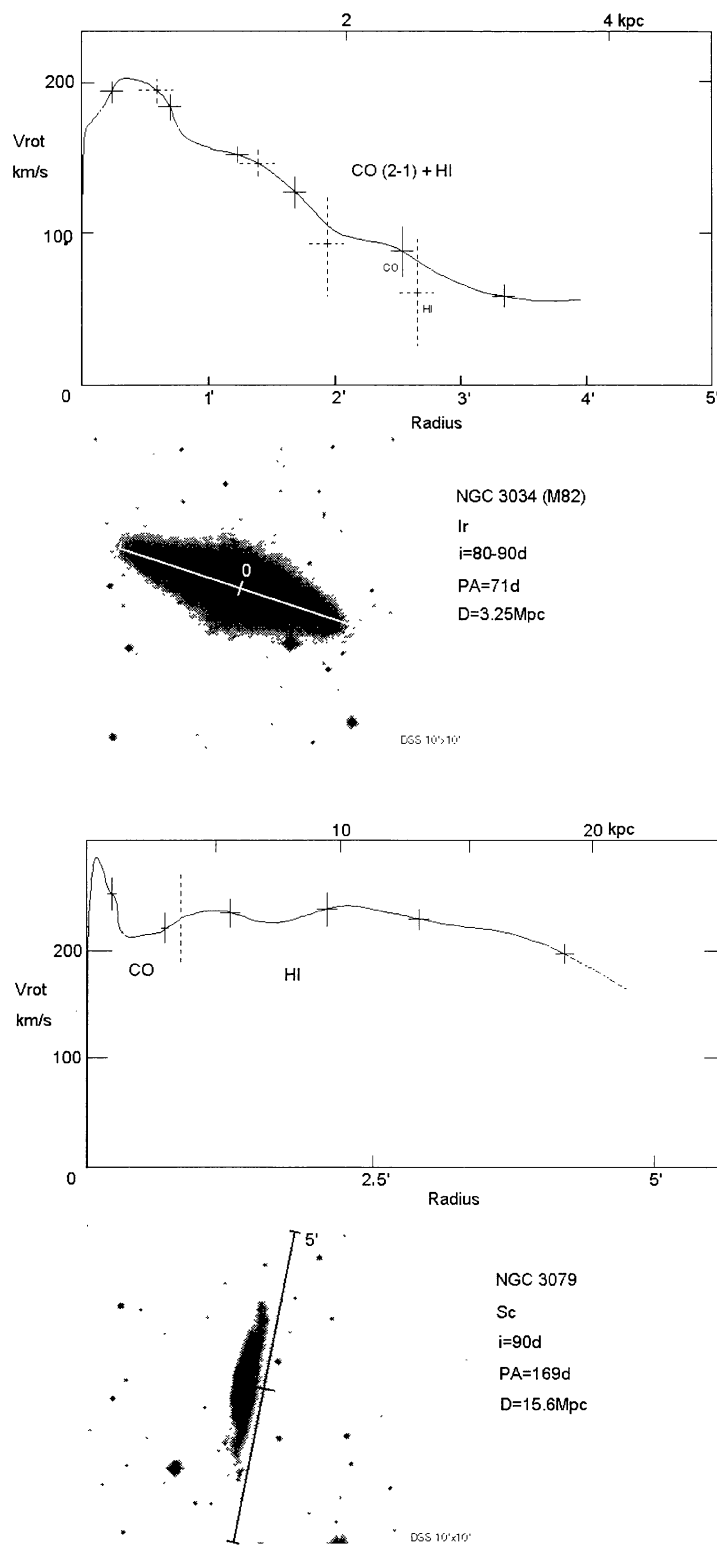 2 4 kpc
200
Vrot
km/s
CO (2-1) + HI
100
CO
HI
0 1' 2' 3' 4' 5'
Radius
NGC 3034 (M82)
Ir
i=80-90d
PA=71d
D=3.25Mpc
0
DSS 10'x10'
10 20 kpc
200
CO HI
Vrot
km/s
100
0 2.5' 5'
Radius
5'
NGC 3079
Sc
i=90d
PA=169d
D=15.6Mpc
DSS 10'x10'